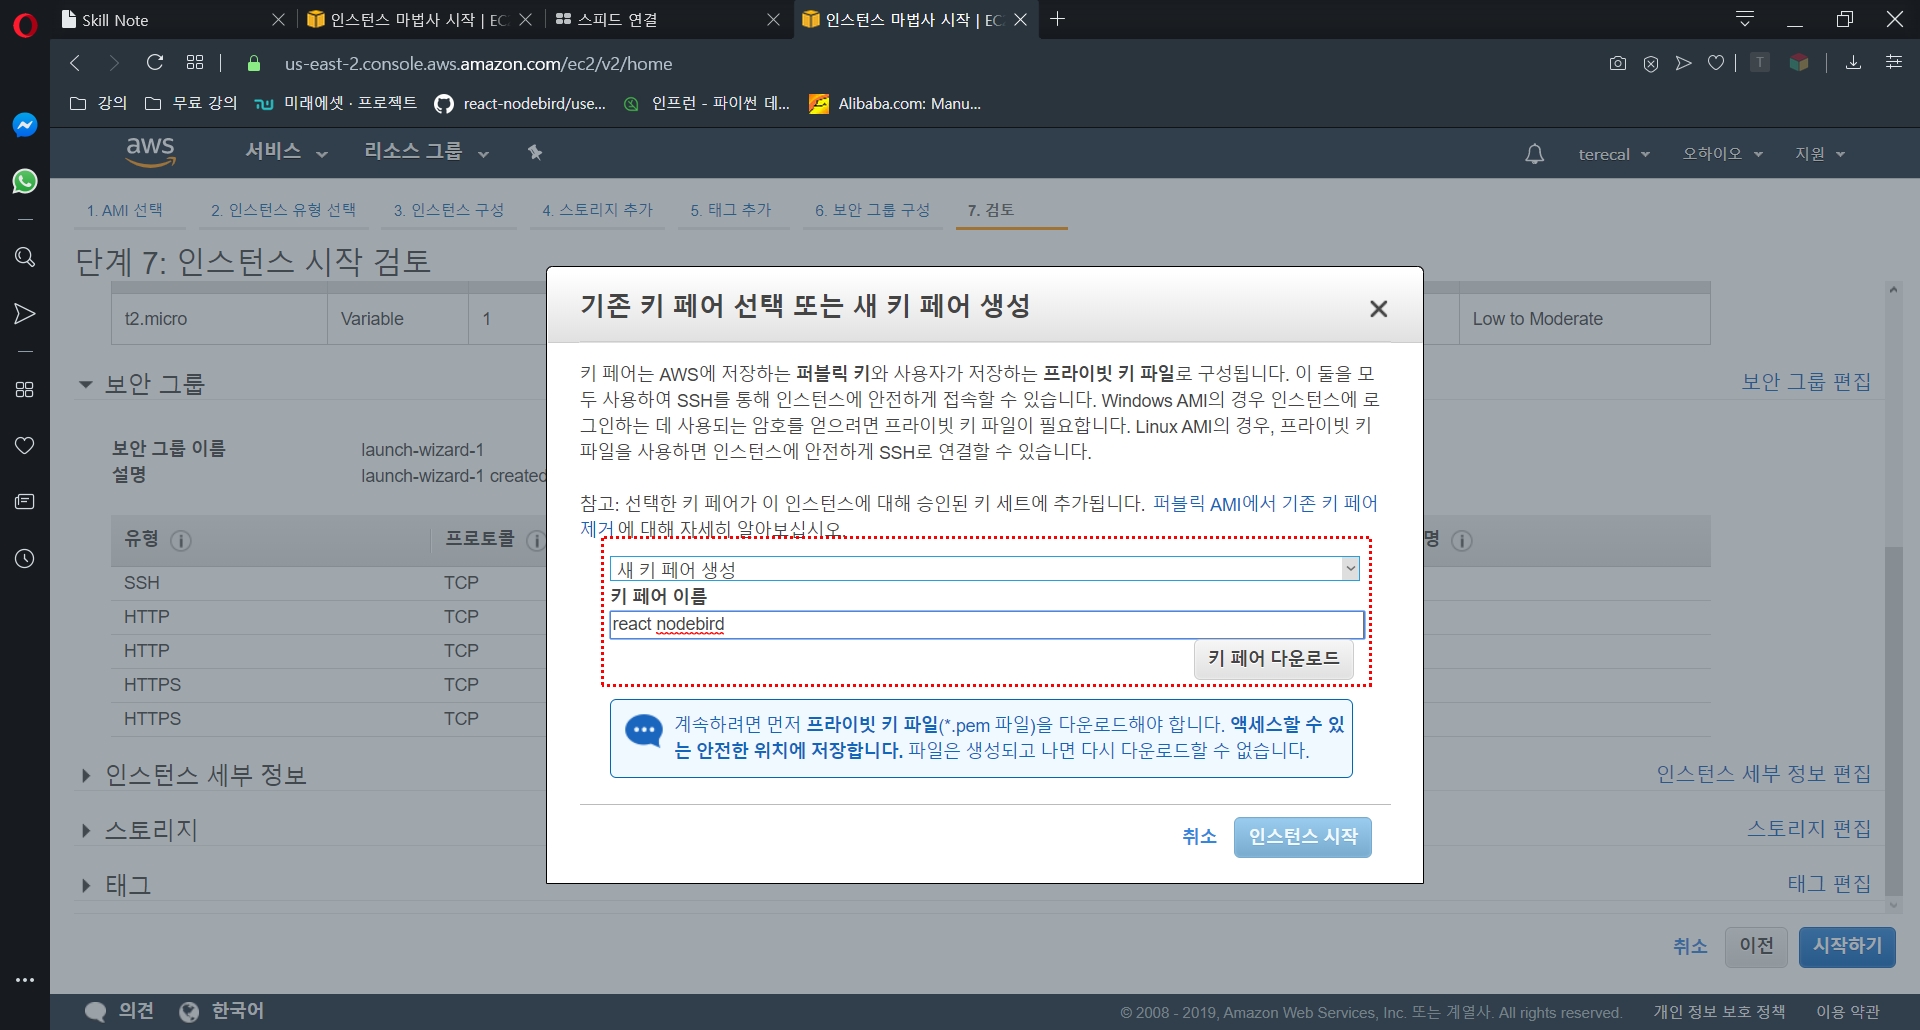 Skill Note
인스턴스 마법사 시작 | EC
스피드 연결
인스턴스 마법사 시작 | EC
us-east-2.console.aws.amazon.com/ec2/v2/home
T
강의
무료 강의
미래에셋 · 프로젝트
react-nodebird/use...
인프런 - 파이썬 데...
Alibaba.com: Manu...
aws
서비스
리소스 그룹
terecal
오하이오
지원
1. AMI 선택
2. 인스턴스 유형 선택
3. 인스턴스 구성
4. 스토리지 추가
5. 태그 추가
6. 보안 그룹 구성
7. 검토
단계 7: 인스턴스 시작 검토
t2.micro
Variable
1
Low to Moderate
보안 그룹
보안 그룹 편집
보안 그룹 이름
launch-wizard-1
설명
launch-wizard-1 created
유형
프로토콜
명
SSH
TCP
HTTP
TCP
HTTP
TCP
HTTPS
TCP
HTTPS
TCP
인스턴스 세부 정보
인스턴스 세부 정보 편집
스토리지
스토리지 편집
태그
태그 편집
기존 키 페어 선택 또는 새 키 페어 생성
키 페어는 AWS에 저장하는 퍼블릭 키와 사용자가 저장하는 프라이빗 키 파일로 구성됩니다. 이 둘을 모
두 사용하여 SSH를 통해 인스턴스에 안전하게 접속할 수 있습니다. Windows AMI의 경우 인스턴스에 로
그인하는 데 사용되는 암호를 얻으려면 프라이빗 키 파일이 필요합니다. Linux AMI의 경우, 프라이빗 키
파일을 사용하면 인스턴스에 안전하게 SSH로 연결할 수 있습니다.
참고: 선택한 키 페어가 이 인스턴스에 대해 승인된 키 세트에 추가됩니다. 퍼블릭 AMI에서 기존 키 페어
제거에 대해 자세히 알아보십시오.
새 키 페어 생성
키 페어 이름
react nodebird
키 페어 다운로드
계속하려면 먼저 프라이빗 키 파일(*.pem 파일)을 다운로드해야 합니다. 액세스할 수 있
는 안전한 위치에 저장합니다. 파일은 생성되고 나면 다시 다운로드할 수 없습니다.
취소
인스턴스 시작
취소
이전
시작하기
의견
한국어
© 2008 - 2019, Amazon Web Services, Inc. 또는 계열사. All rights reserved.
개인 정보 보호 정책
이용 약관